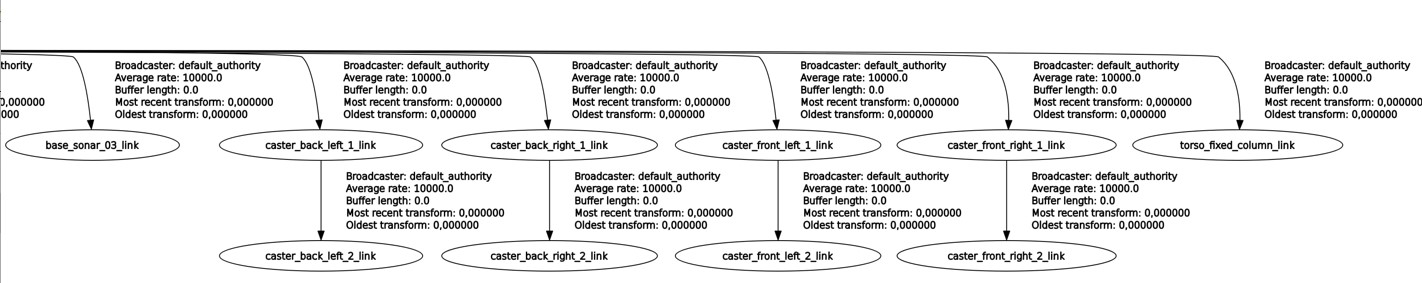 thority
0,000000
000
Broadcaster: default_authority
Average rate: 10000.0
Buffer length: 0.0
Most recent transform: 0,000000
Oldest transform: 0,000000
Broadcaster: default_authority
Average rate: 10000.0
Buffer length: 0.0
Most recent transform: 0,000000
Oldest transform: 0,000000
Broadcaster: default_authority
Average rate: 10000.0
Buffer length: 0.0
Most recent transform: 0,000000
Oldest transform: 0,000000
Broadcaster: default_authority
Average rate: 10000.0
Buffer length: 0.0
Most recent transform: 0,000000
Oldest transform: 0,000000
Broadcaster: default_authority
Average rate: 10000.0
Buffer length: 0.0
Most recent transform: 0,000000
Oldest transform: 0,000000
Broadcaster: default_authority
Average rate: 10000.0
Buffer length: 0.0
Most recent transform: 0,000000
Oldest transform: 0,000000
base_sonar_03_link
caster_back_left_1_link
caster_back_right_1_link
caster_front_left_1_link
caster_front_right_1_link
torso_fixed_column_link
Broadcaster: default_authority
Average rate: 10000.0
Buffer length: 0.0
Most recent transform: 0,000000
Oldest transform: 0,000000
Broadcaster: default_authority
Average rate: 10000.0
Buffer length: 0.0
Most recent transform: 0,000000
Oldest transform: 0,000000
Broadcaster: default_authority
Average rate: 10000.0
Buffer length: 0.0
Most recent transform: 0,000000
Oldest transform: 0,000000
Broadcaster: default_authority
Average rate: 10000.0
Buffer length: 0.0
Most recent transform: 0,000000
Oldest transform: 0,000000
caster_back_left_2_link
caster_back_right_2_link
caster_front_left_2_link
caster_front_right_2_link